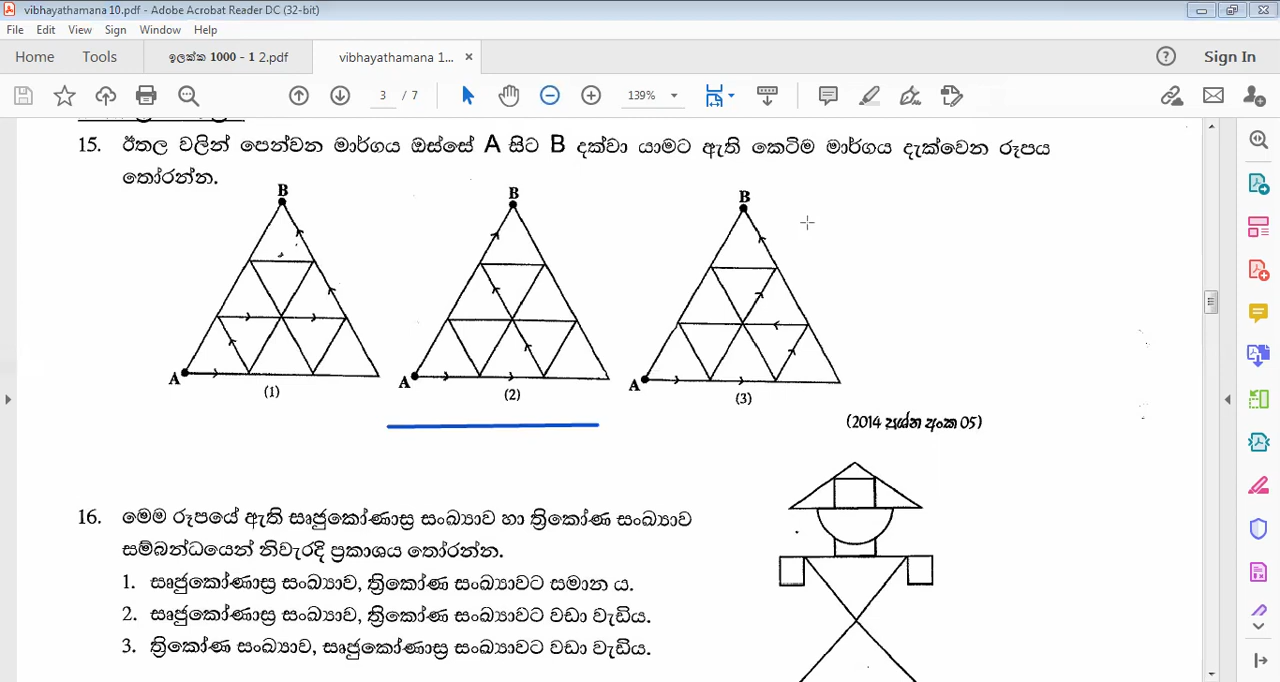 vibhayathamana 10.pdf - Adobe Acrobat Reader DC (32-bit)
File Edit View Sign Window Help
Home Tools ඉලක්ක 1000 - 1 2.pdf vibhayathamana 1... ×
Sign In
3 / 7 139%
15. ඊතල වලින් පෙන්වන මාර්ගය ඔස්සේ A සිට B දක්වා යාමට ඇති කෙටිම මාර්ගය දැක්වෙන රූපය
තෝරන්න.
B B B
A A A
(1) (2) (3)
(2014 ප්‍රශ්න අංක 05)
16. මෙම රූපයේ ඇති සෘජුකෝණාස්‍ර සංඛ්‍යාව හා ත්‍රිකෝණ සංඛ්‍යාව
සම්බන්ධයෙන් නිවැරදි ප්‍රකාශය තෝරන්න.
1. සෘජුකෝණාස්‍ර සංඛ්‍යාව, ත්‍රිකෝණ සංඛ්‍යාවට සමාන ය.
2. සෘජුකෝණාස්‍ර සංඛ්‍යාව, ත්‍රිකෝණ සංඛ්‍යාවට වඩා වැඩිය.
3. ත්‍රිකෝණ සංඛ්‍යාව, සෘජුකෝණාස්‍ර සංඛ්‍යාවට වඩා වැඩිය.